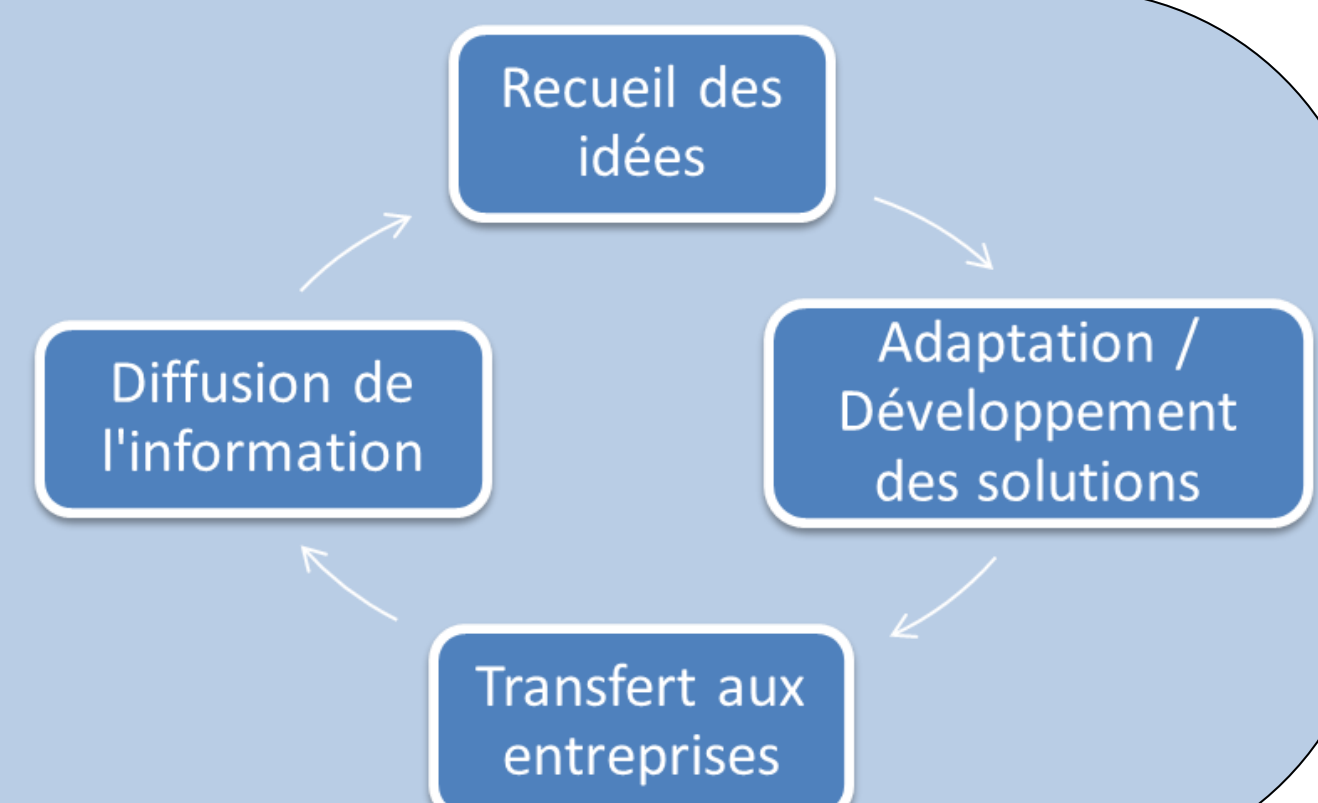 Recueil des
idées
Adaptation /
Développement
des solutions
Transfert aux
entreprises
Diffusion de
l'information